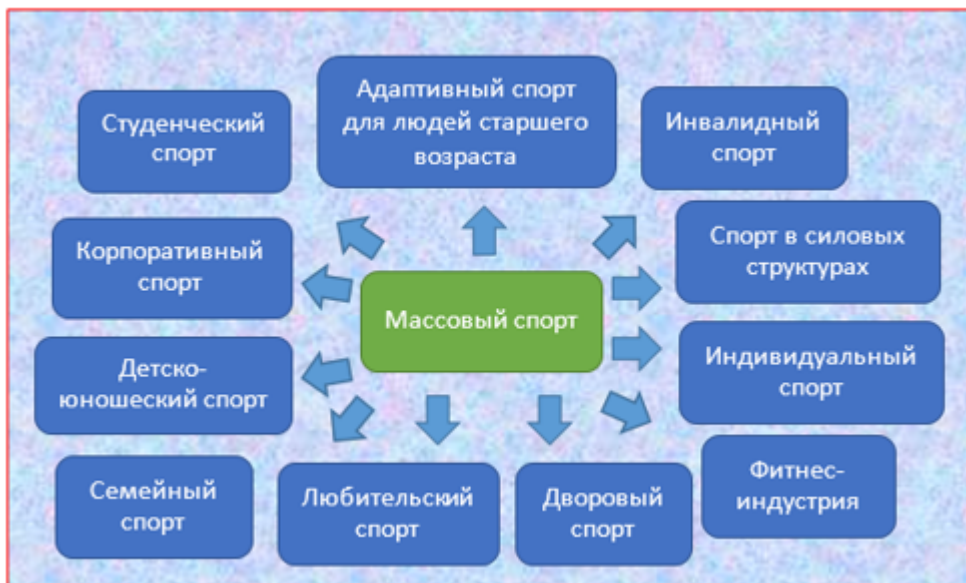 Адаптивный спорт
для людей старшего
возраста
Студенческий
спорт
Инвалидный
спорт
Корпоративный
спорт
Спорт в силовых
структурах
Массовый спорт
Детско-
юношеский спорт
Индивидуальный
спорт
Семейный
спорт
Любительский
спорт
Дворовый
спорт
Фитнес-
индустрия